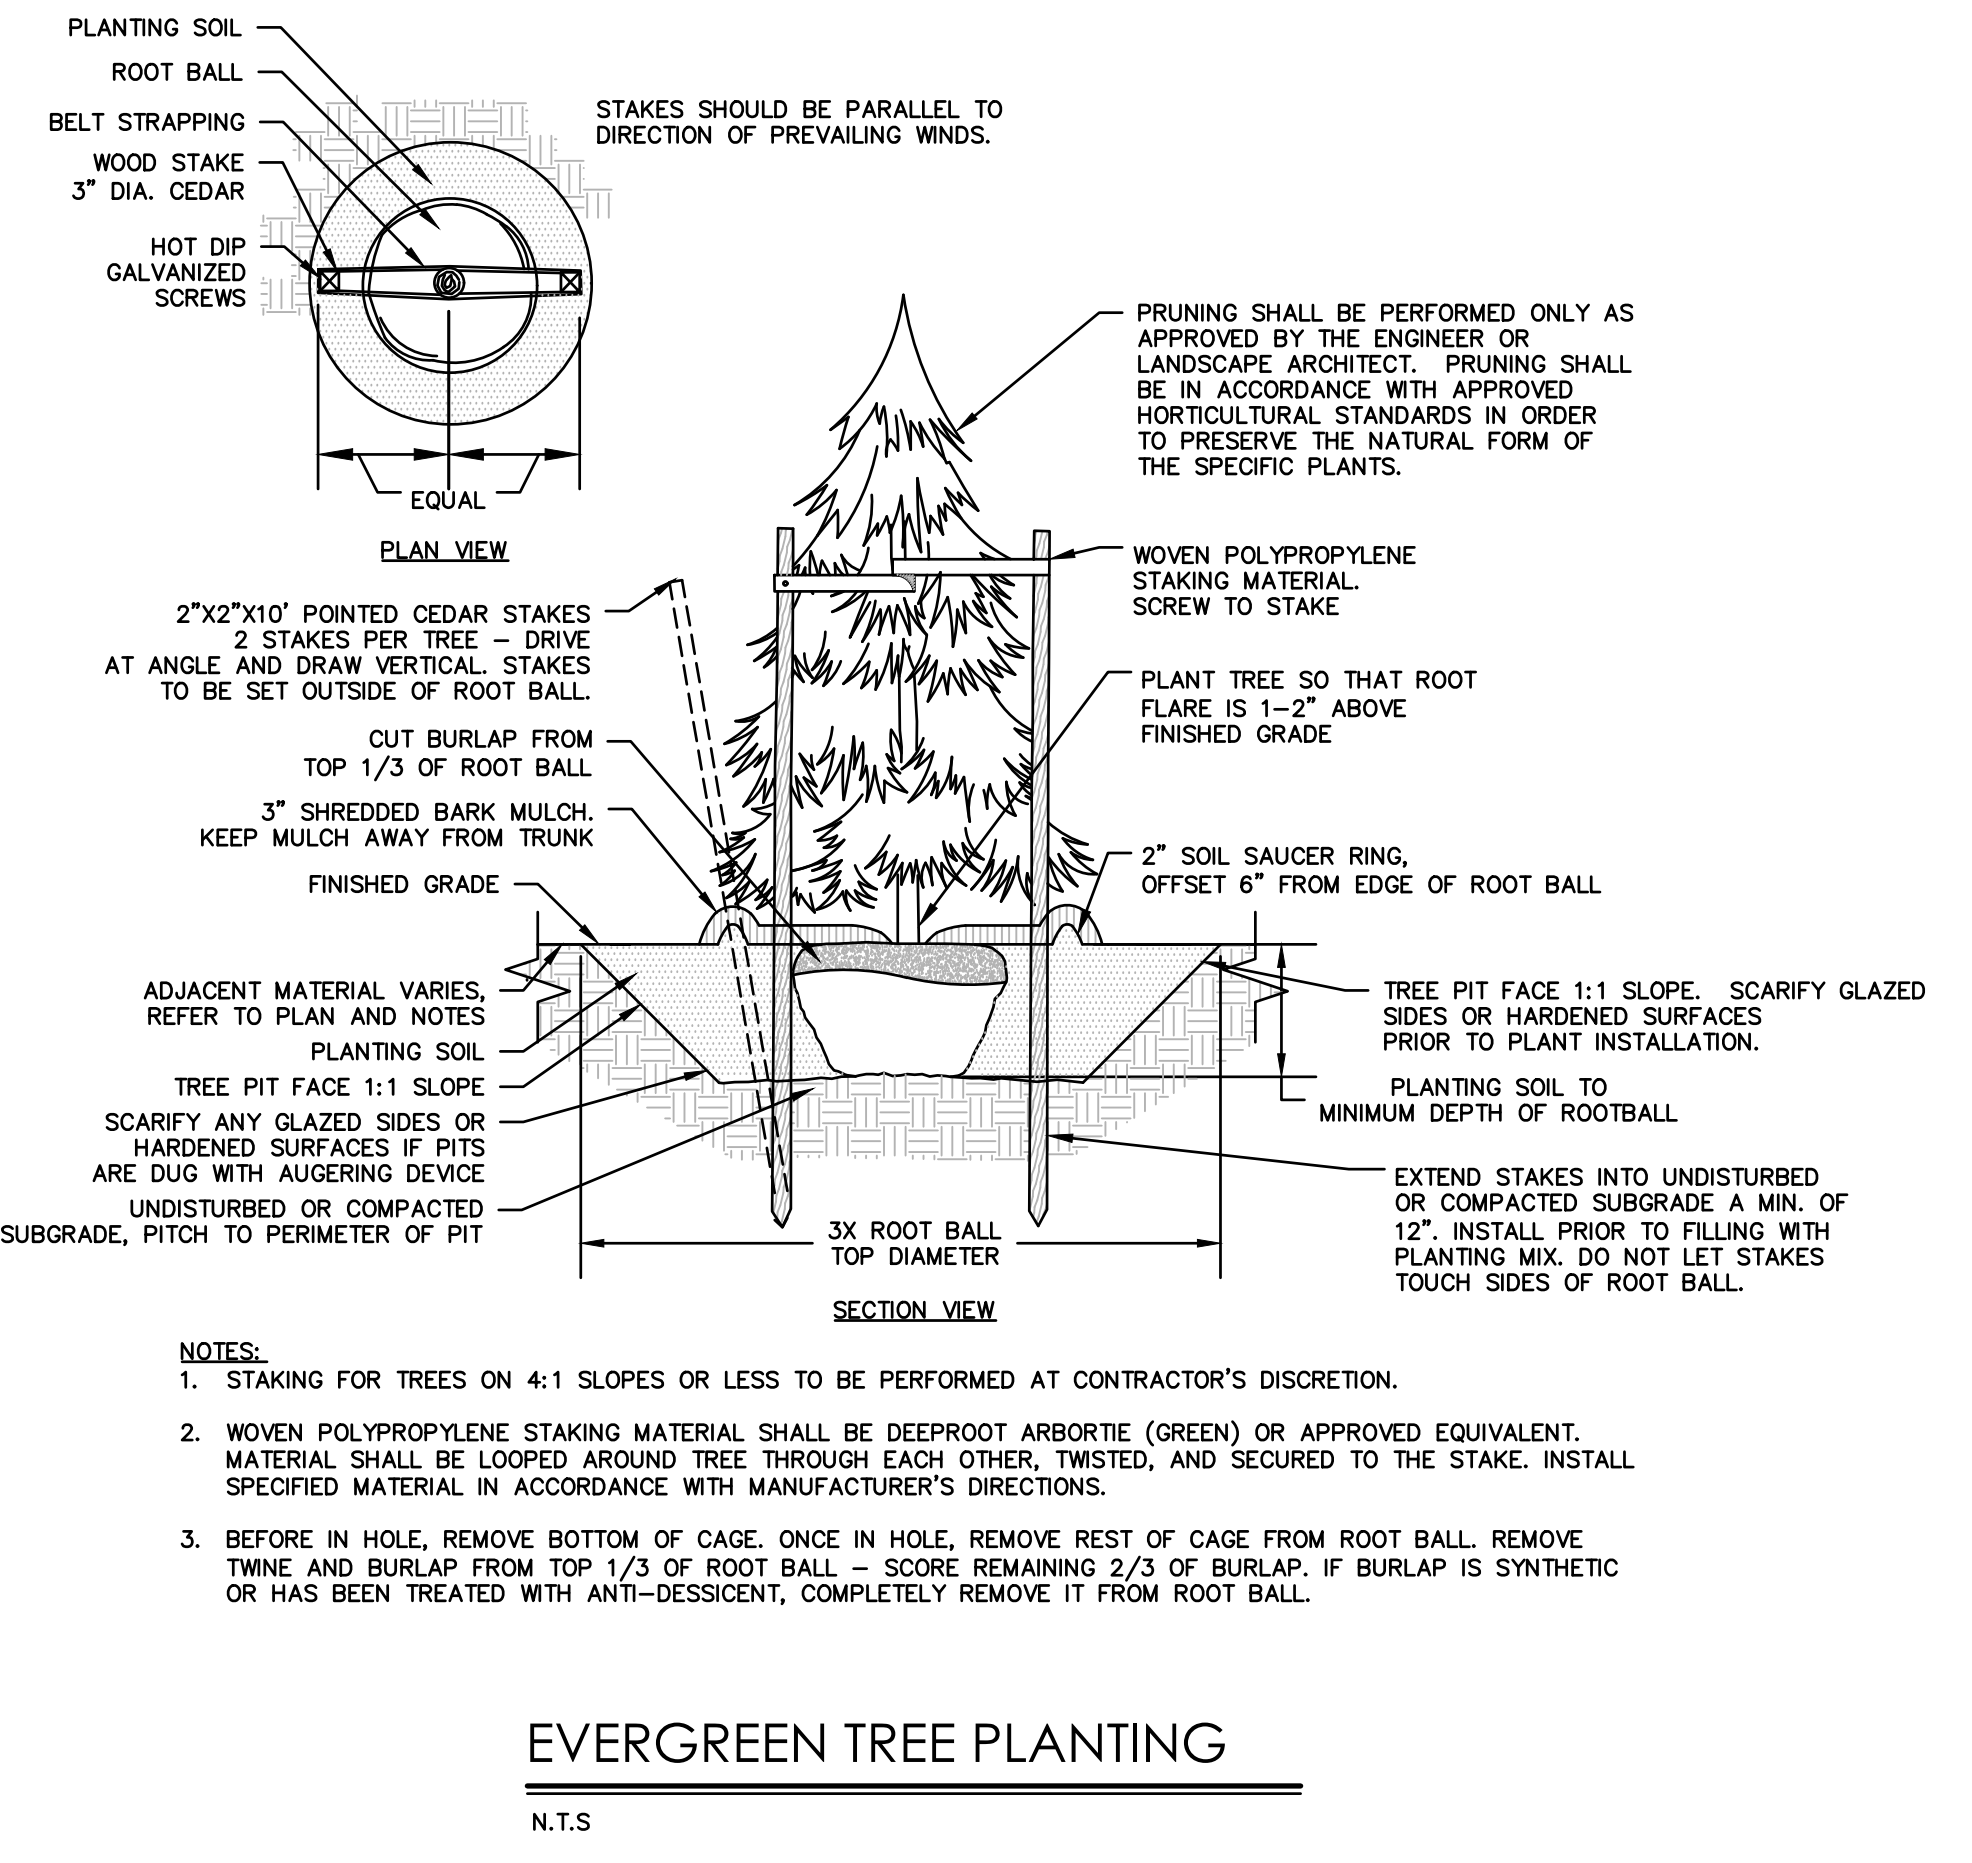 PLANTING SOIL
ROOT BALL
BELT STRAPPING
WOOD STAKE
3" DIA. CEDAR
HOT DIP
GALVANIZED
SCREWS
STAKES SHOULD BE PARALLEL TO
DIRECTION OF PREVAILING WINDS.
EQUAL
PLAN VIEW
PRUNING SHALL BE PERFORMED ONLY AS
APPROVED BY THE ENGINEER OR
LANDSCAPE ARCHITECT. PRUNING SHALL
BE IN ACCORDANCE WITH APPROVED
HORTICULTURAL STANDARDS IN ORDER
TO PRESERVE THE NATURAL FORM OF
THE SPECIFIC PLANTS.
WOVEN POLYPROPYLENE
STAKING MATERIAL.
SCREW TO STAKE
2"X2"X10' POINTED CEDAR STAKES
2 STAKES PER TREE – DRIVE
AT ANGLE AND DRAW VERTICAL. STAKES
TO BE SET OUTSIDE OF ROOT BALL.
PLANT TREE SO THAT ROOT
FLARE IS 1–2" ABOVE
FINISHED GRADE
CUT BURLAP FROM
TOP 1/3 OF ROOT BALL
3" SHREDDED BARK MULCH.
KEEP MULCH AWAY FROM TRUNK
2" SOIL SAUCER RING,
OFFSET 6" FROM EDGE OF ROOT BALL
FINISHED GRADE
ADJACENT MATERIAL VARIES,
REFER TO PLAN AND NOTES
PLANTING SOIL
TREE PIT FACE 1:1 SLOPE
SCARIFY ANY GLAZED SIDES OR
HARDENED SURFACES IF PITS
ARE DUG WITH AUGERING DEVICE
UNDISTURBED OR COMPACTED
SUBGRADE, PITCH TO PERIMETER OF PIT
TREE PIT FACE 1:1 SLOPE. SCARIFY GLAZED
SIDES OR HARDENED SURFACES
PRIOR TO PLANT INSTALLATION.
PLANTING SOIL TO
MINIMUM DEPTH OF ROOTBALL
EXTEND STAKES INTO UNDISTURBED
OR COMPACTED SUBGRADE A MIN. OF
12". INSTALL PRIOR TO FILLING WITH
PLANTING MIX. DO NOT LET STAKES
TOUCH SIDES OF ROOT BALL.
3X ROOT BALL
TOP DIAMETER
SECTION VIEW
NOTES:
1. STAKING FOR TREES ON 4:1 SLOPES OR LESS TO BE PERFORMED AT CONTRACTOR'S DISCRETION.
2. WOVEN POLYPROPYLENE STAKING MATERIAL SHALL BE DEEPROOT ARBORTIE (GREEN) OR APPROVED EQUIVALENT.
MATERIAL SHALL BE LOOPED AROUND TREE THROUGH EACH OTHER, TWISTED, AND SECURED TO THE STAKE. INSTALL
SPECIFIED MATERIAL IN ACCORDANCE WITH MANUFACTURER'S DIRECTIONS.
3. BEFORE IN HOLE, REMOVE BOTTOM OF CAGE. ONCE IN HOLE, REMOVE REST OF CAGE FROM ROOT BALL. REMOVE
TWINE AND BURLAP FROM TOP 1/3 OF ROOT BALL – SCORE REMAINING 2/3 OF BURLAP. IF BURLAP IS SYNTHETIC
OR HAS BEEN TREATED WITH ANTI–DESSICENT, COMPLETELY REMOVE IT FROM ROOT BALL.
EVERGREEN TREE PLANTING
N.T.S